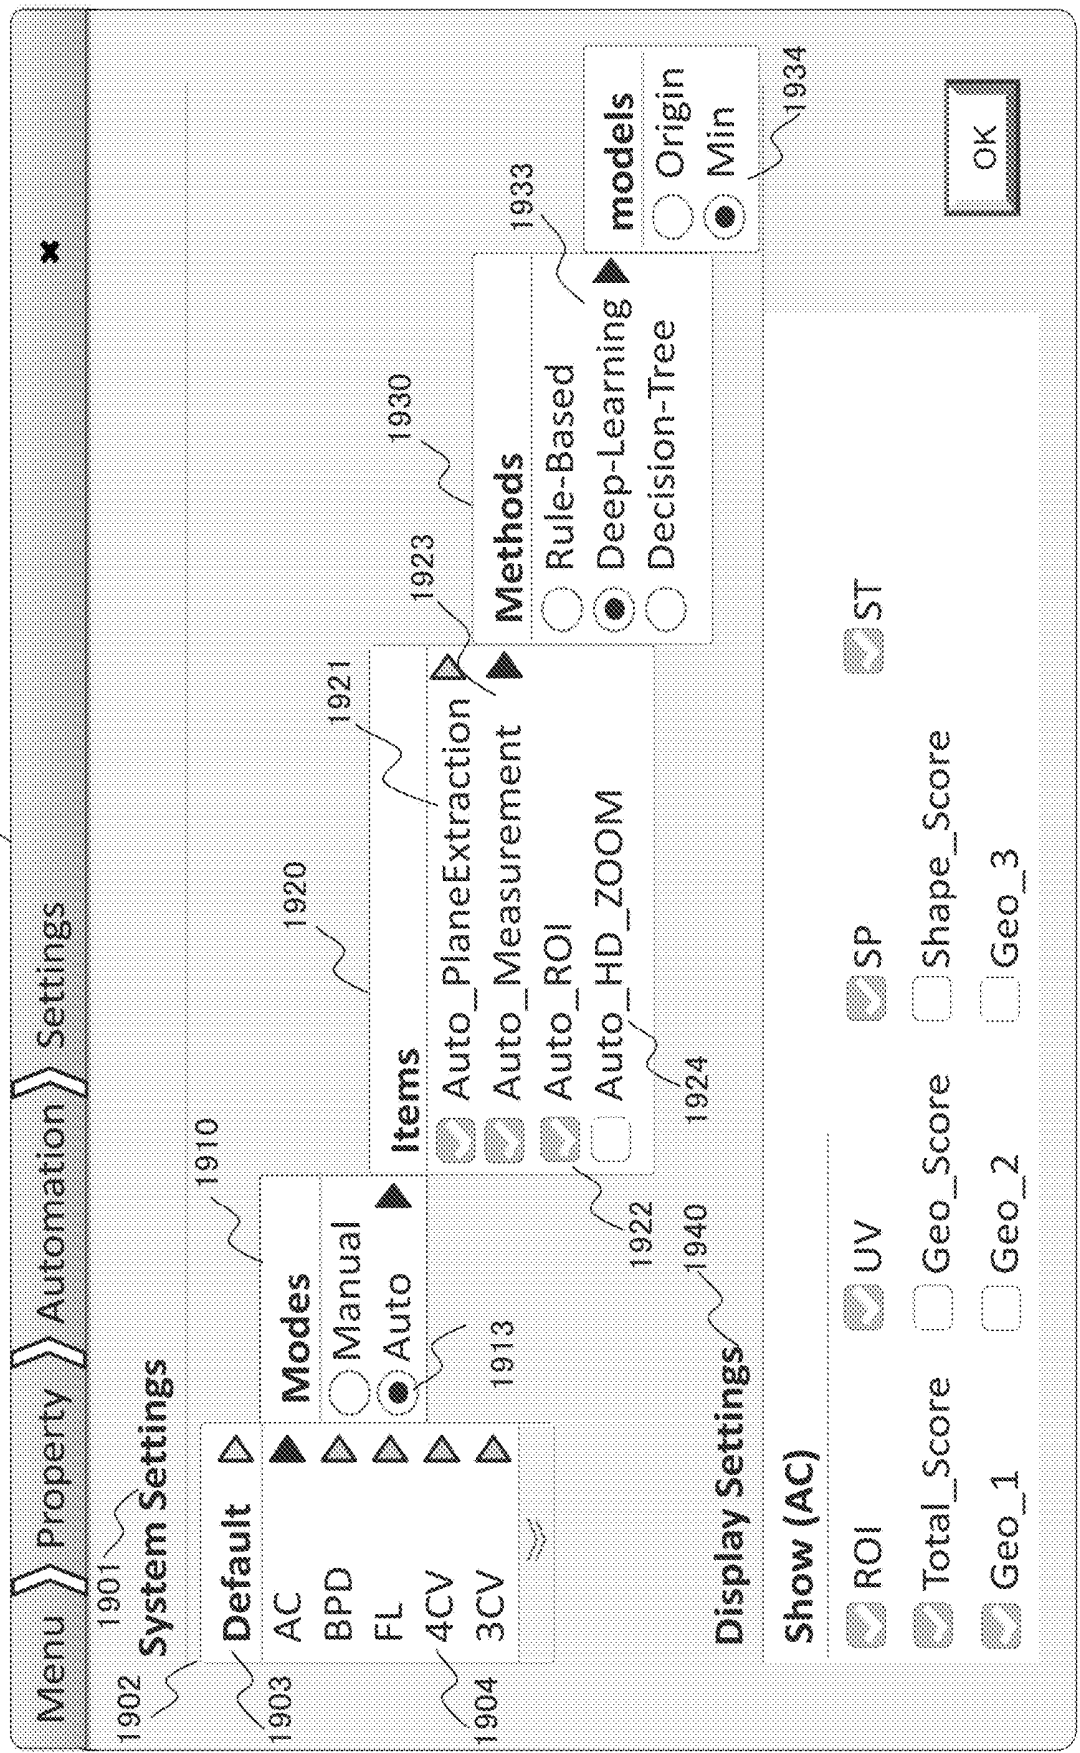 Menu Property Automation Settings ×
1901
System Settings
1902
1903
Default
AC
BPD
FL
4CV
3CV
1904
1910
Modes
Manual
Auto
1913
1920
Items
1921
Auto_PlaneExtraction
1923
Auto_Measurement
Auto_ROI
Auto_HD_ZOOM
1922
1924
1930
Methods
Rule-Based
1933
Deep-Learning
Decision-Tree
models
Origin
Min
1934
1940
Display Settings
Show (AC)
ROI UV SP ST
Total_Score Geo_Score Shape_Score
Geo_1 Geo_2 Geo_3
OK